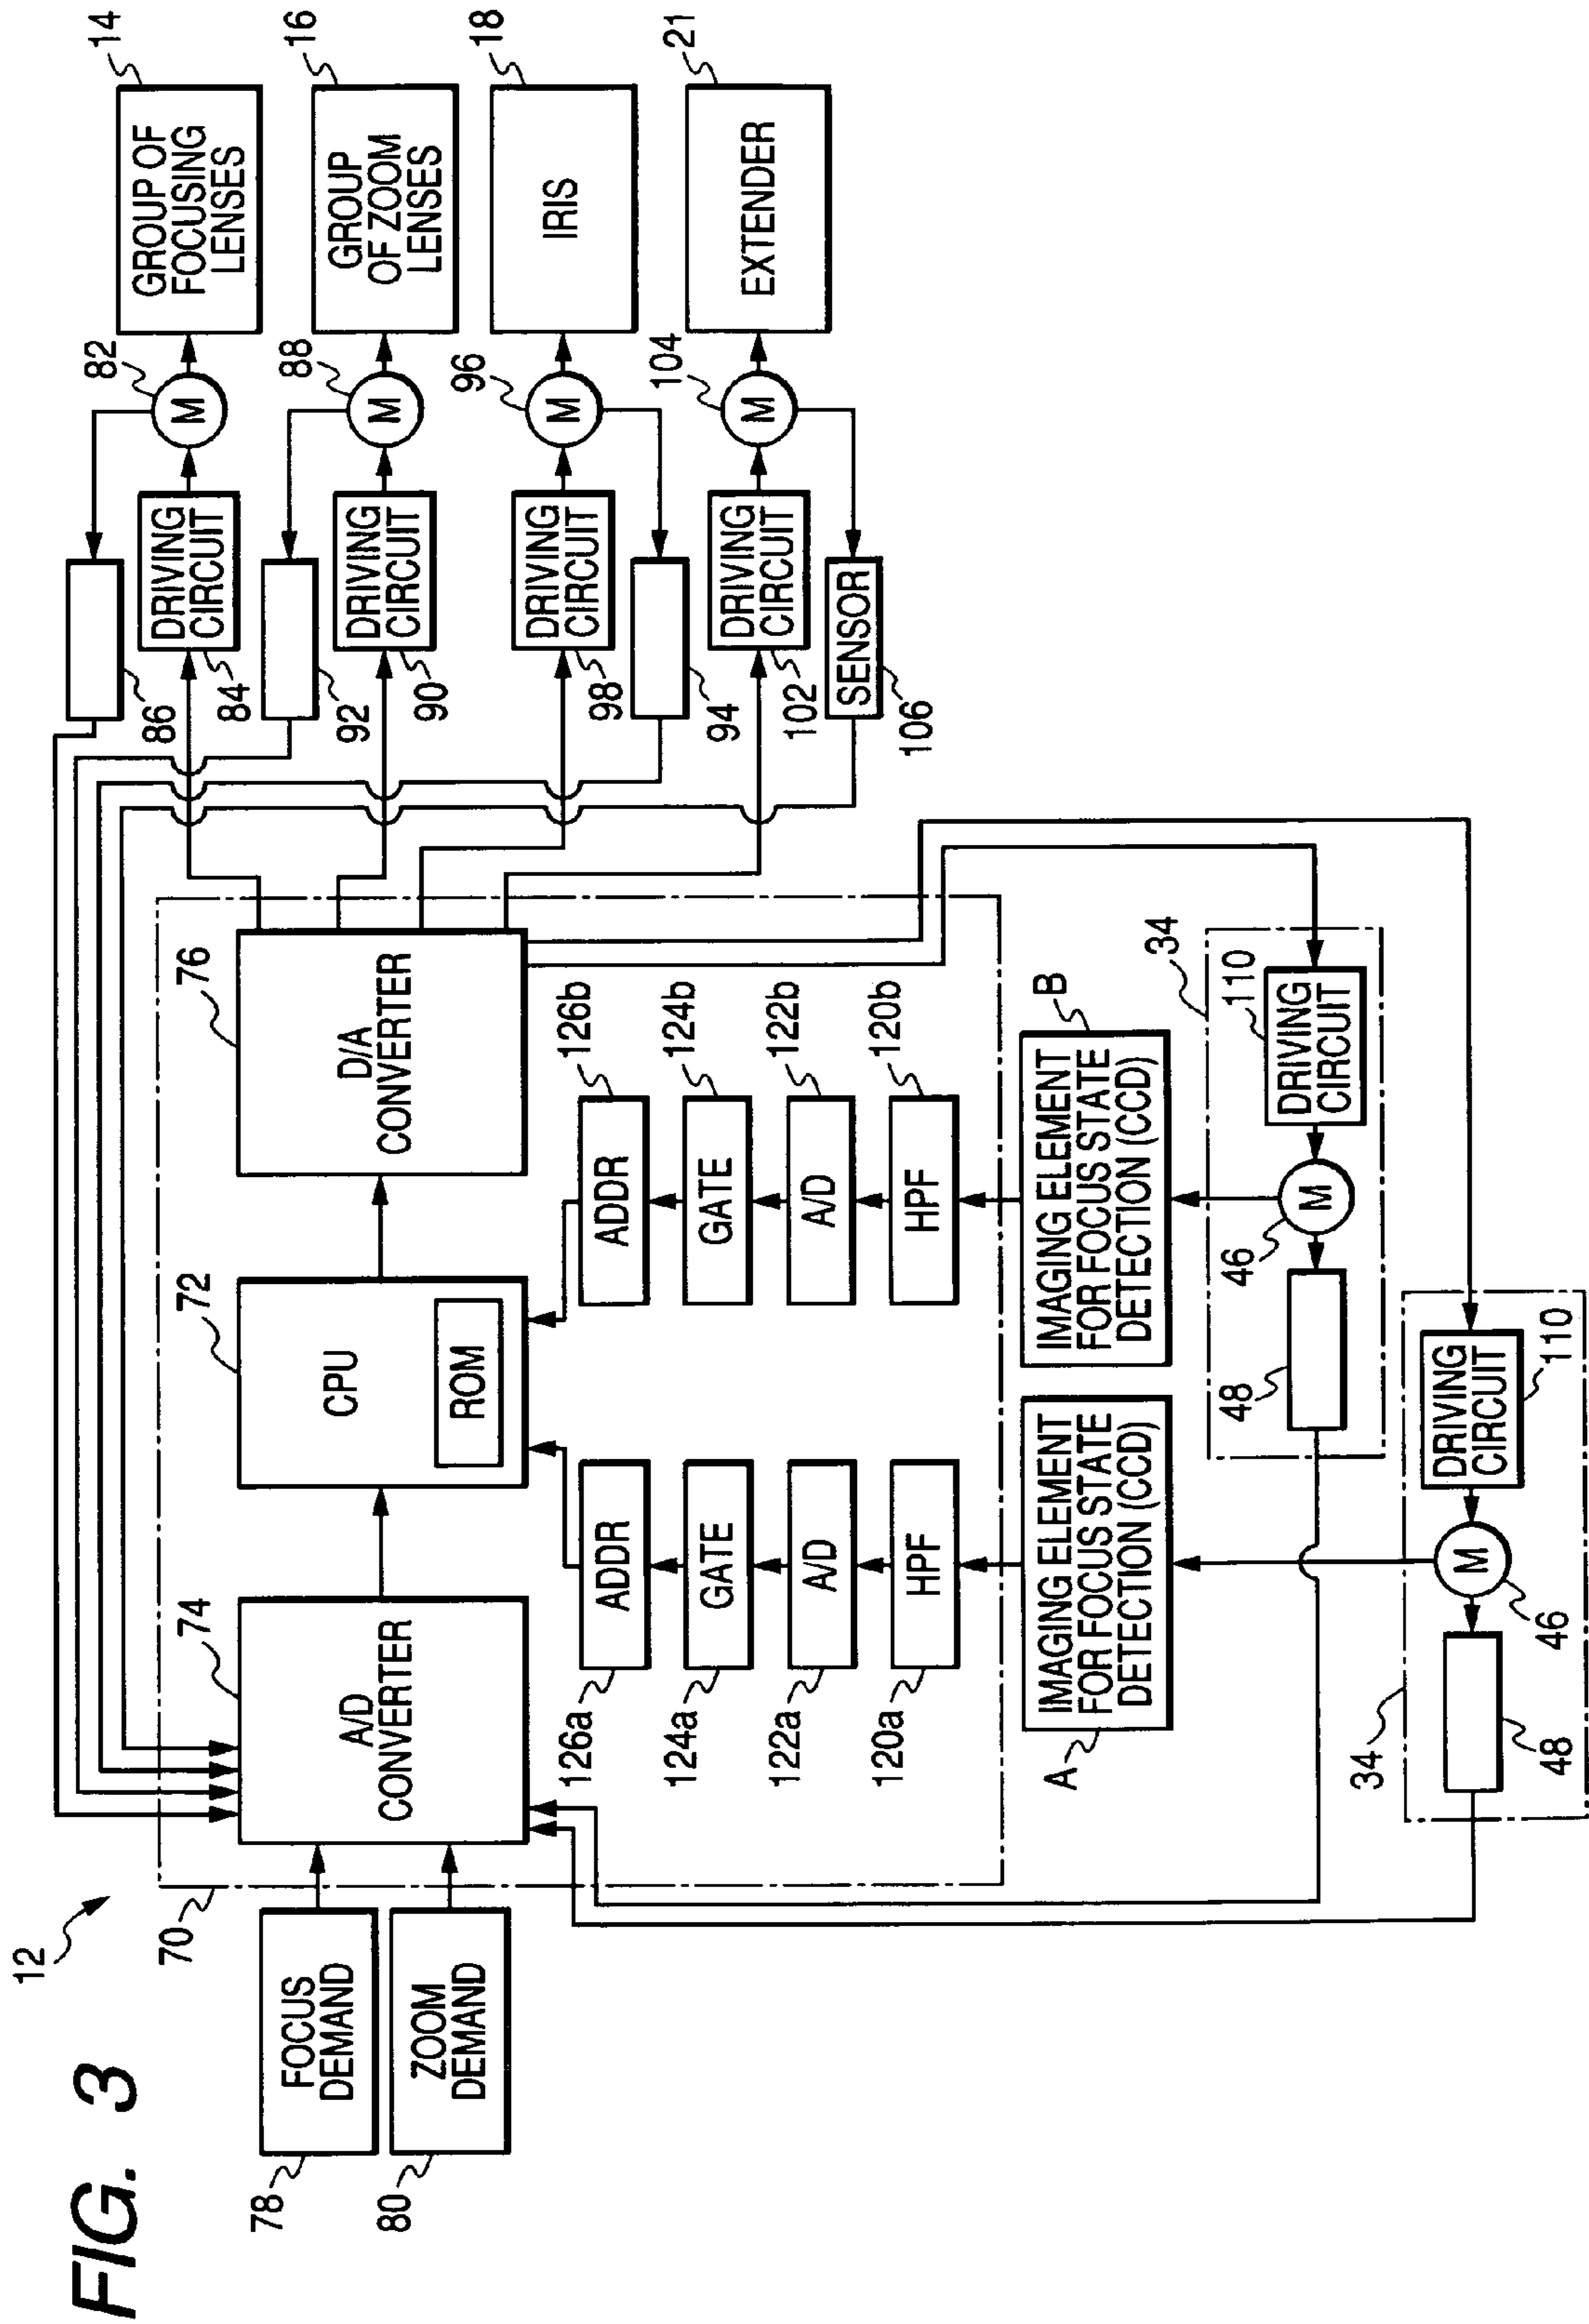 FIG. 3
12
70
78
FOCUS
DEMAND
80
ZOOM
DEMAND
74
A/D
CONVERTER
72
CPU
ROM
76
D/A
CONVERTER
86
84
DRIVING
CIRCUIT
82
M
14
GROUP OF
FOCUSING
LENSES
92
90
DRIVING
CIRCUIT
88
M
16
GROUP
OF ZOOM
LENSES
98
DRIVING
CIRCUIT
94
96
M
18
IRIS
102
DRIVING
CIRCUIT
106
SENSOR
104
M
21
EXTENDER
126a
ADDR
124a
GATE
122a
A/D
120a
HPF
126b
ADDR
124b
GATE
122b
A/D
120b
HPF
A
IMAGING ELEMENT
FOR FOCUS STATE
DETECTION (CCD)
B
IMAGING ELEMENT
FOR FOCUS STATE
DETECTION (CCD)
34
48
46
M
110
DRIVING
CIRCUIT
34
48
46
M
110
DRIVING
CIRCUIT